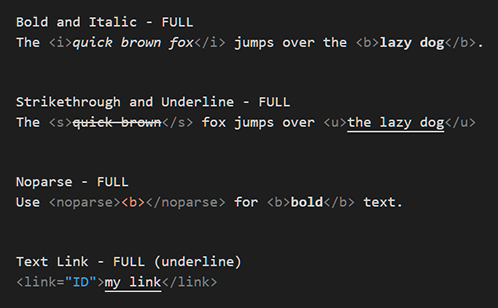 Bold and Italic - FULL
The <i>quick brown fox</i> jumps over the <b>lazy dog</b>.
Strikethrough and Underline - FULL
The <s>quick brown</s> fox jumps over <u>the lazy dog</u>
Noparse - FULL
Use <noparse><b></noparse> for <b>bold</b> text.
Text Link - FULL (underline)
<link="ID">my link</link>